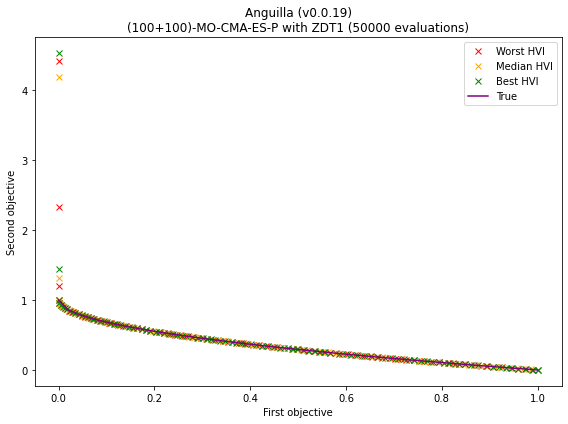 Anguilla (v0.0.19)
(100+100)-MO-CMA-ES-P with ZDT1 (50000 evaluations)
Worst HVI
Median HVI
Best HVI
True
Second objective
4
3
2
1
0
0.0 0.2 0.4 0.6 0.8 1.0
First objective